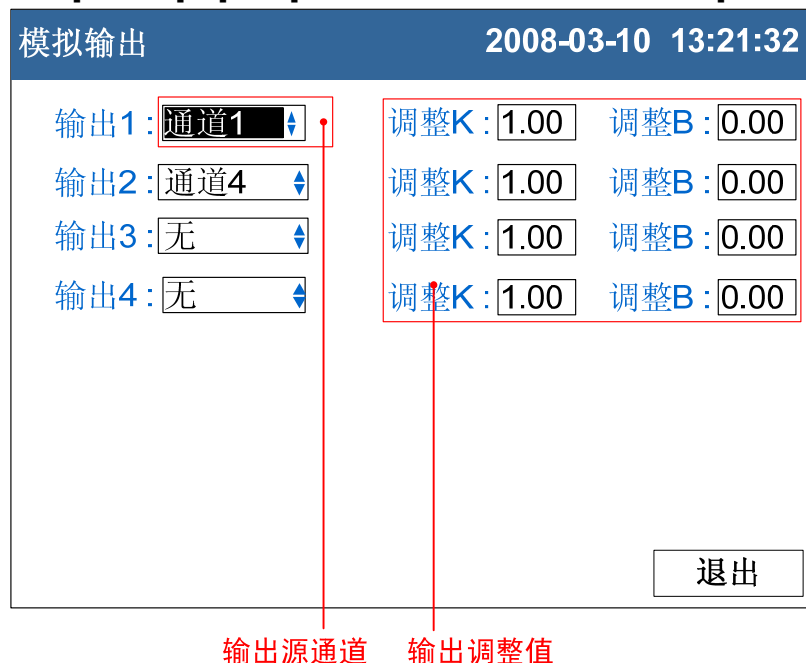 模拟输出 2008-03-10 13:21:32
输出1: 通道1 调整K: 1.00 调整B: 0.00
输出2: 通道4 调整K: 1.00 调整B: 0.00
输出3: 无 调整K: 1.00 调整B: 0.00
输出4: 无 调整K: 1.00 调整B: 0.00
退出
输出源通道 输出调整值